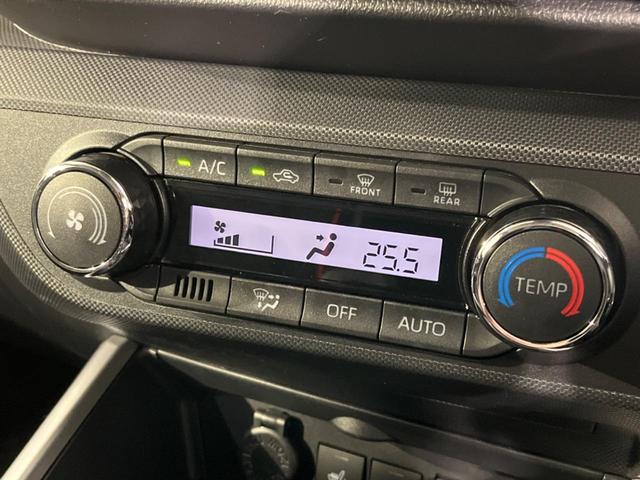 A/C
FRONT
REAR
25.5
TEMP
OFF
AUTO